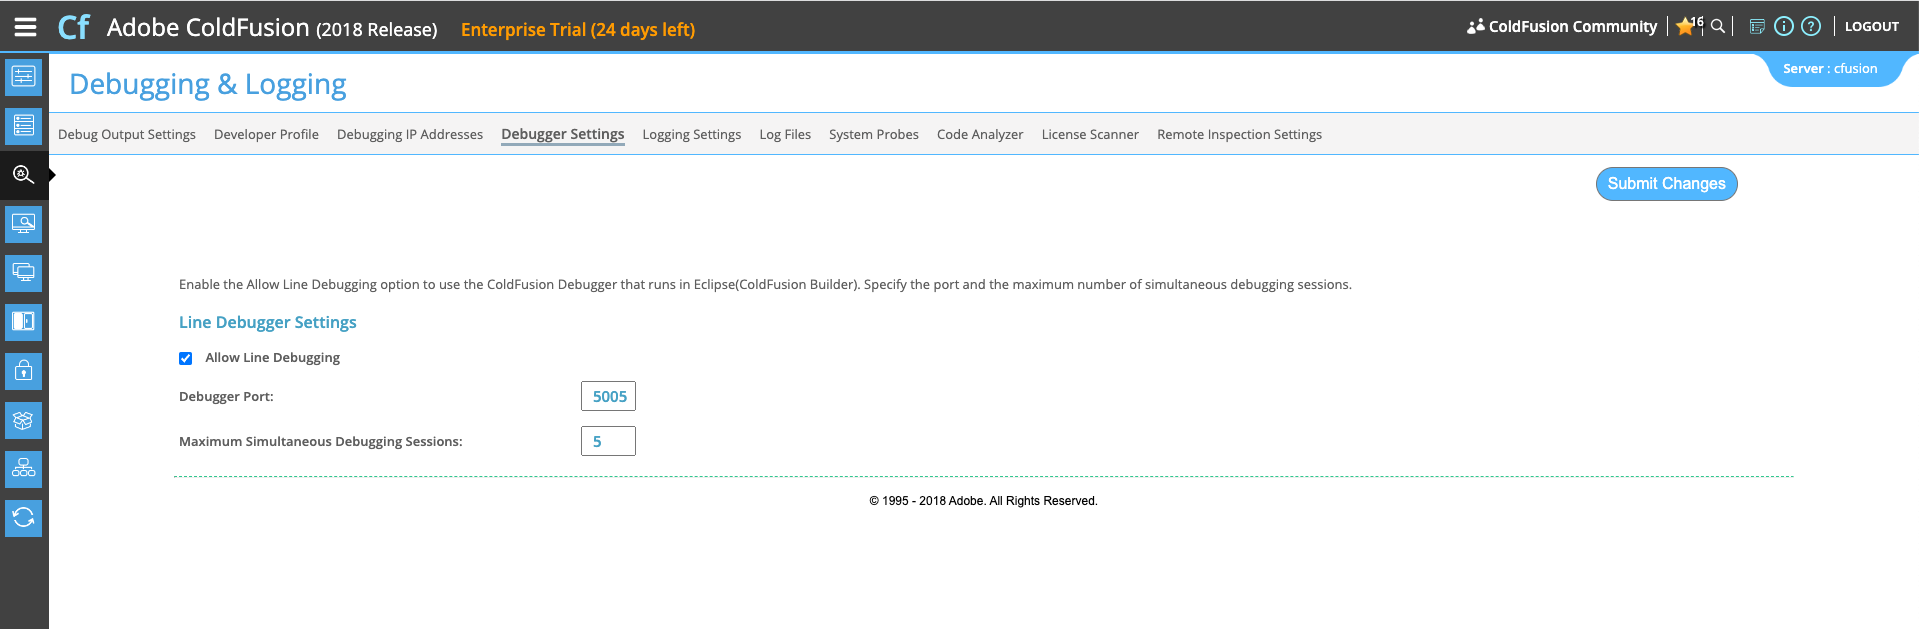 Cf Adobe ColdFusion (2018 Release) Enterprise Trial (24 days left) ColdFusion Community 16 LOGOUT
Server : cfusion
Debugging & Logging
Debug Output Settings Developer Profile Debugging IP Addresses Debugger Settings Logging Settings Log Files System Probes Code Analyzer License Scanner Remote Inspection Settings
Submit Changes
Enable the Allow Line Debugging option to use the ColdFusion Debugger that runs in Eclipse(ColdFusion Builder). Specify the port and the maximum number of simultaneous debugging sessions.
Line Debugger Settings
Allow Line Debugging
Debugger Port: 5005
Maximum Simultaneous Debugging Sessions: 5
© 1995 - 2018 Adobe. All Rights Reserved.